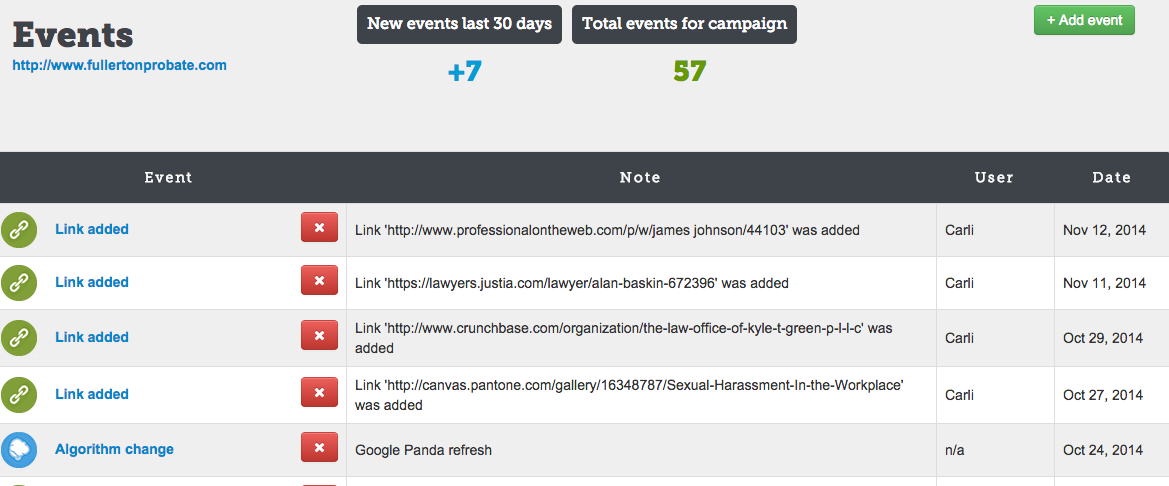 Events
http://www.fullertonprobate.com
New events last 30 days
+7
Total events for campaign
57
+ Add event
Event Note User Date
Link added Link 'http://www.professionalontheweb.com/p/w/james johnson/44103' was added Carli Nov 12, 2014
Link added Link 'https://lawyers.justia.com/lawyer/alan-baskin-672396' was added Carli Nov 11, 2014
Link added Link 'http://www.crunchbase.com/organization/the-law-office-of-kyle-t-green-p-l-l-c' was
added Carli Oct 29, 2014
Link added Link 'http://canvas.pantone.com/gallery/16348787/Sexual-Harassment-In-the-Workplace'
was added Carli Oct 27, 2014
Algorithm change Google Panda refresh n/a Oct 24, 2014